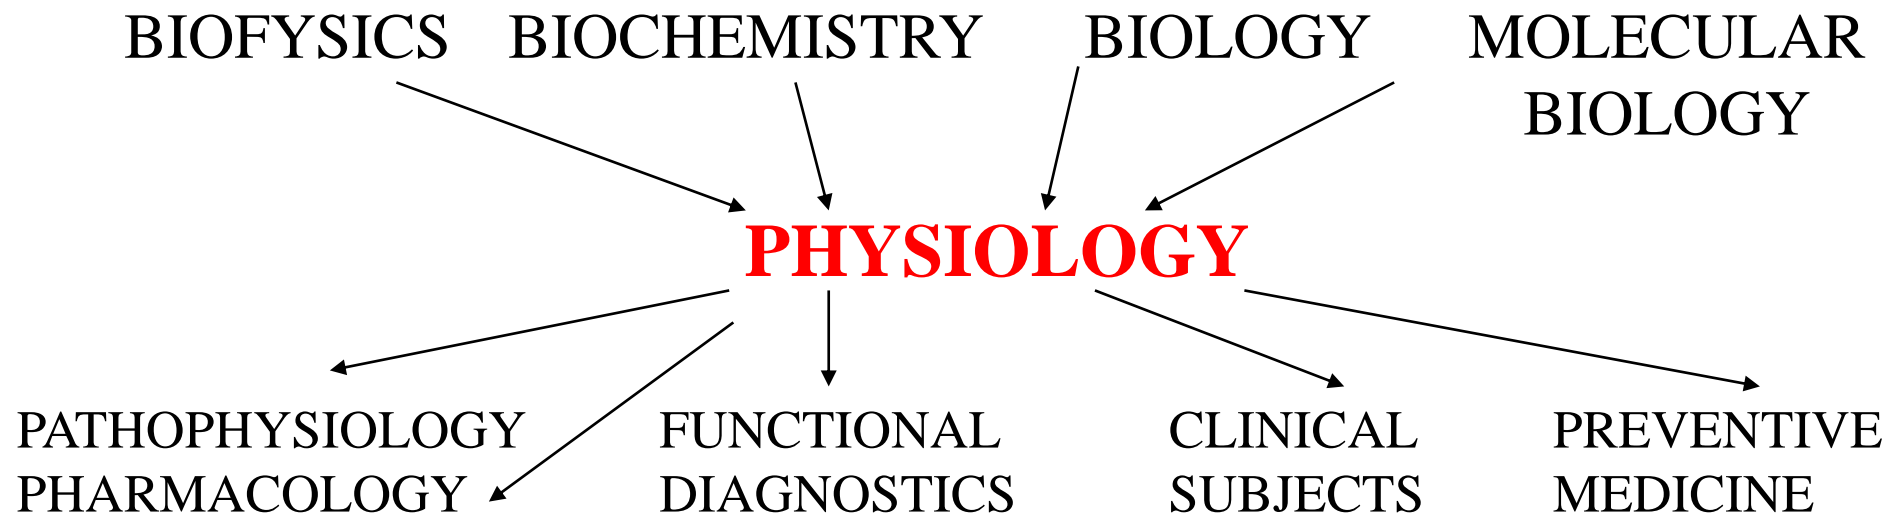 BIOFYSICS BIOCHEMISTRY BIOLOGY MOLECULAR
BIOLOGY
PHYSIOLOGY
PATHOPHYSIOLOGY FUNCTIONAL CLINICAL PREVENTIVE
PHARMACOLOGY DIAGNOSTICS SUBJECTS MEDICINE